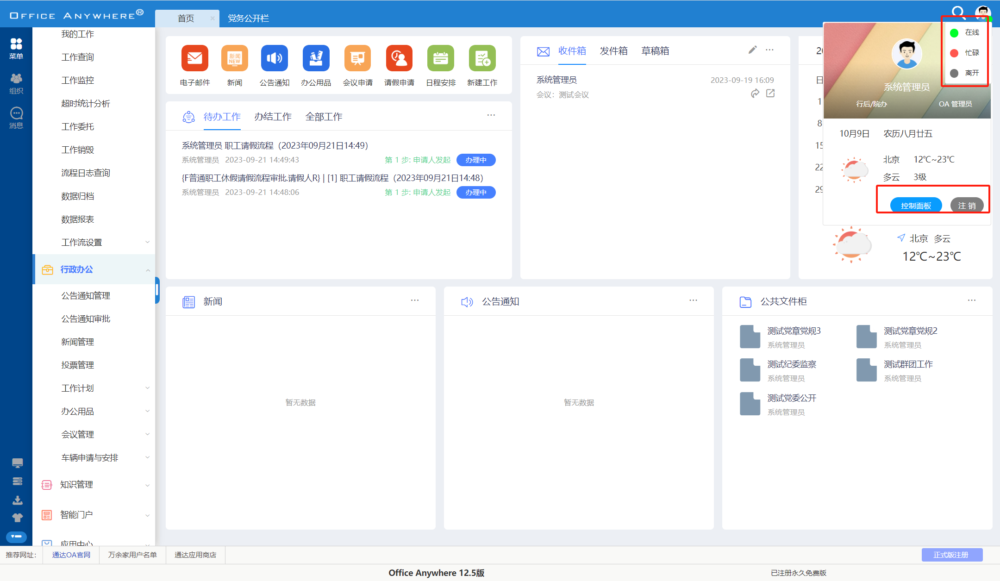 OFFICE ANYWHERE®
首页
党务公开栏
菜单
组织
消息
我的工作
工作查询
工作监控
超时统计分析
工作委托
工作销毁
流程日志查询
数据归档
数据报表
工作流设置
行政办公
公告通知管理
公告通知审批
新闻管理
投票管理
工作计划
办公用品
会议管理
车辆申请与安排
知识管理
智能门户
应用中心
新闻
NEW
电子邮件
新闻
公告通知
办公用品
会议申请
请假申请
日程安排
新建工作
待办工作 办结工作 全部工作
系统管理员 职工请假流程（2023年09月21日14:49）
系统管理员 2023-09-21 14:49:43 第 1 步: 申请人发起 办理中
{F普通职工休假请假流程审批.请假人R} | [1] 职工请假流程（2023年09月21日14:48）
系统管理员 2023-09-21 14:48:06 第 1 步: 申请人发起 办理中
收件箱 发件箱 草稿箱
系统管理员 2023-09-19 16:09
会议：测试会议
日
1
8
15
22
29
在线
忙碌
离开
系统管理员
行后/院办 OA 管理员
10月9日 农历八月廿五
北京 12℃~23℃
多云 3级
控制面板 注 销
北京 多云
12℃~23℃
新闻
暂无数据
公告通知
暂无数据
公共文件柜
测试党章党规3
系统管理员
测试党章党规2
系统管理员
测试纪委监察
系统管理员
测试群团工作
系统管理员
测试党委公开
系统管理员
推荐网址： 通达OA官网 万余家用户名单 通达应用商店 正式版注册
Office Anywhere 12.5版 已注册永久免费版